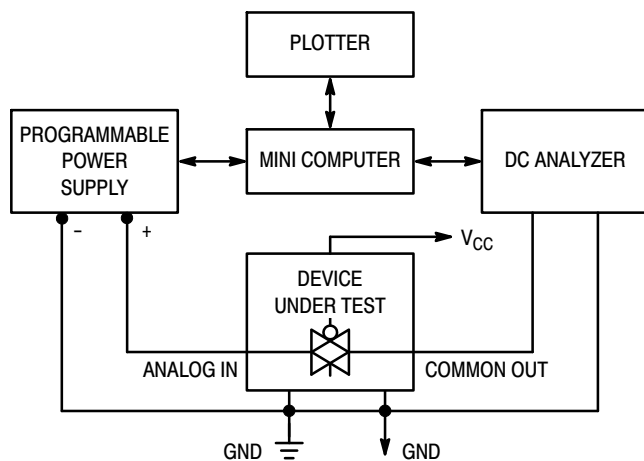 PLOTTER
PROGRAMMABLE
POWER
SUPPLY
MINI COMPUTER
DC ANALYZER
– +
VCC
DEVICE
UNDER TEST
ANALOG IN
COMMON OUT
GND
GND